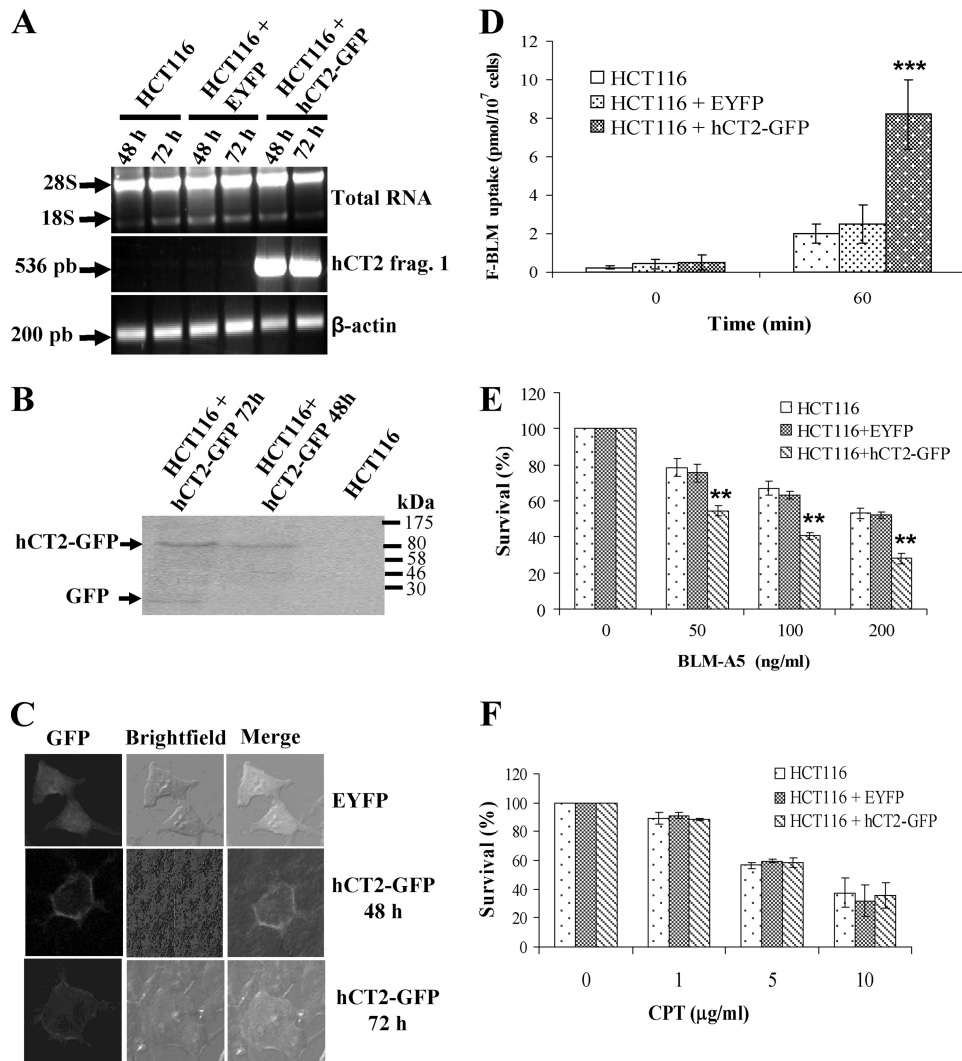 A
HCT116
HCT116 +
EYFP
HCT116 +
hCT2-GFP
48 h
72 h
48 h
72 h
48 h
72 h
28S
18S
Total RNA
536 pb
hCT2 frag. 1
200 pb
β-actin
B
HCT116 +
hCT2-GFP 72h
HCT116+
hCT2-GFP 48h
HCT116
kDa
175
80
58
46
30
hCT2-GFP
GFP
C
GFP
Brightfield
Merge
EYFP
hCT2-GFP
48 h
hCT2-GFP
72 h
D
F-BLM uptake (pmol/10⁷ cells)
12
10
8
6
4
2
0
HCT116
HCT116 + EYFP
HCT116 + hCT2-GFP
***
0
60
Time (min)
E
Survival (%)
120
100
80
60
40
20
0
HCT116
HCT116+EYFP
HCT116+hCT2-GFP
**
**
**
0
50
100
200
BLM-A5 (ng/ml)
F
Survival (%)
120
100
80
60
40
20
0
HCT116
HCT116 + EYFP
HCT116 + hCT2-GFP
0
1
5
10
CPT (µg/ml)